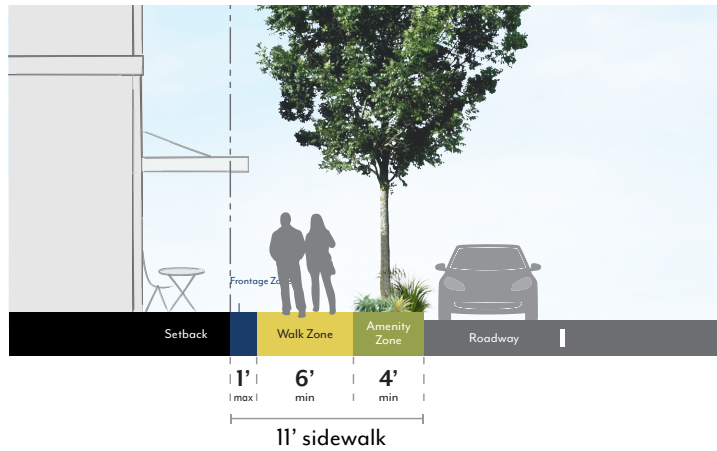 Frontage Zone
Setback
Walk Zone
Amenity
Zone
Roadway
1’
6’
4’
max
min
min
11’ sidewalk